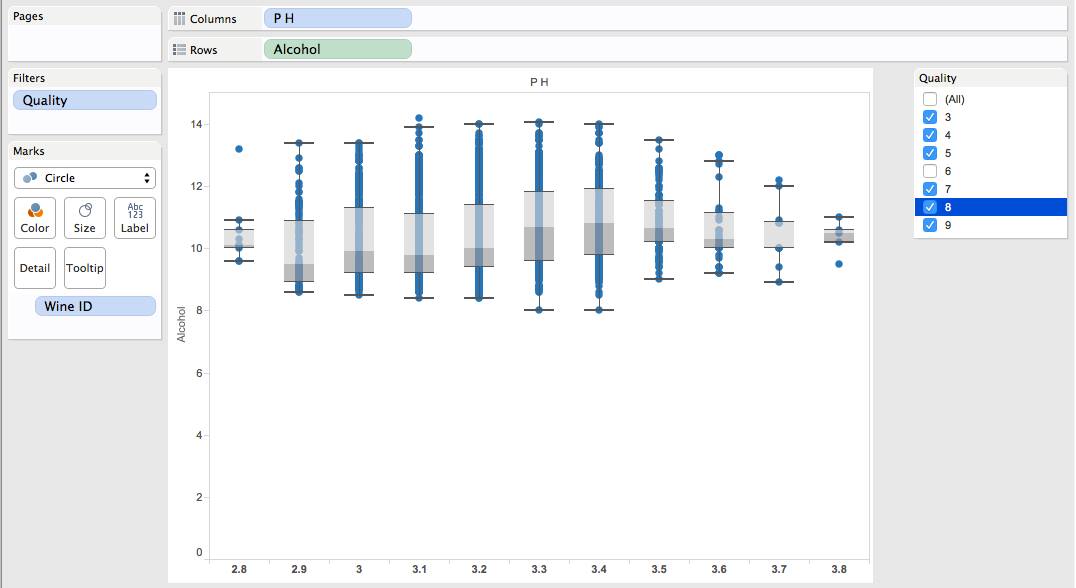 Pages
Columns
P H
Rows
Alcohol
Filters
Quality
Marks
Circle
Color
Size
Abc
123
Label
Detail
Tooltip
Wine ID
P H
Alcohol
14
12
10
8
6
4
2
0
2.8 2.9 3 3.1 3.2 3.3 3.4 3.5 3.6 3.7 3.8
Quality
(All)
3
4
5
6
7
8
9